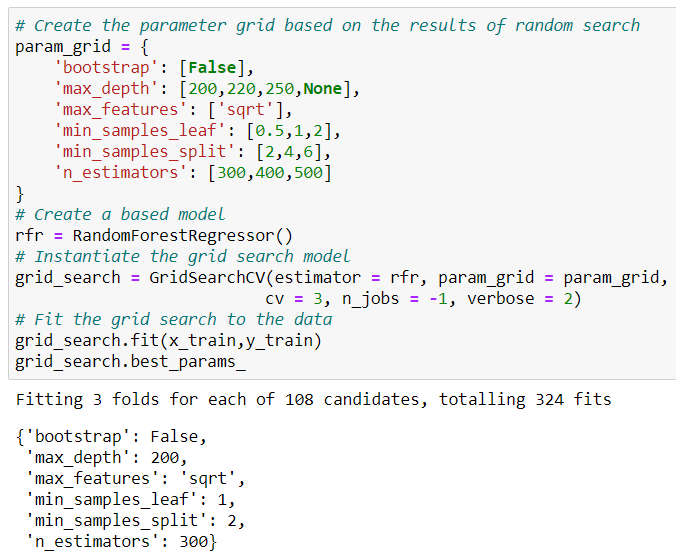 # Create the parameter grid based on the results of random search
param_grid = {
    'bootstrap': [False],
    'max_depth': [200,220,250,None],
    'max_features': ['sqrt'],
    'min_samples_leaf': [0.5,1,2],
    'min_samples_split': [2,4,6],
    'n_estimators': [300,400,500]
}
# Create a based model
rfr = RandomForestRegressor()
# Instantiate the grid search model
grid_search = GridSearchCV(estimator = rfr, param_grid = param_grid,
                          cv = 3, n_jobs = -1, verbose = 2)
# Fit the grid search to the data
grid_search.fit(x_train,y_train)
grid_search.best_params_
Fitting 3 folds for each of 108 candidates, totalling 324 fits
{'bootstrap': False,
 'max_depth': 200,
 'max_features': 'sqrt',
 'min_samples_leaf': 1,
 'min_samples_split': 2,
 'n_estimators': 300}